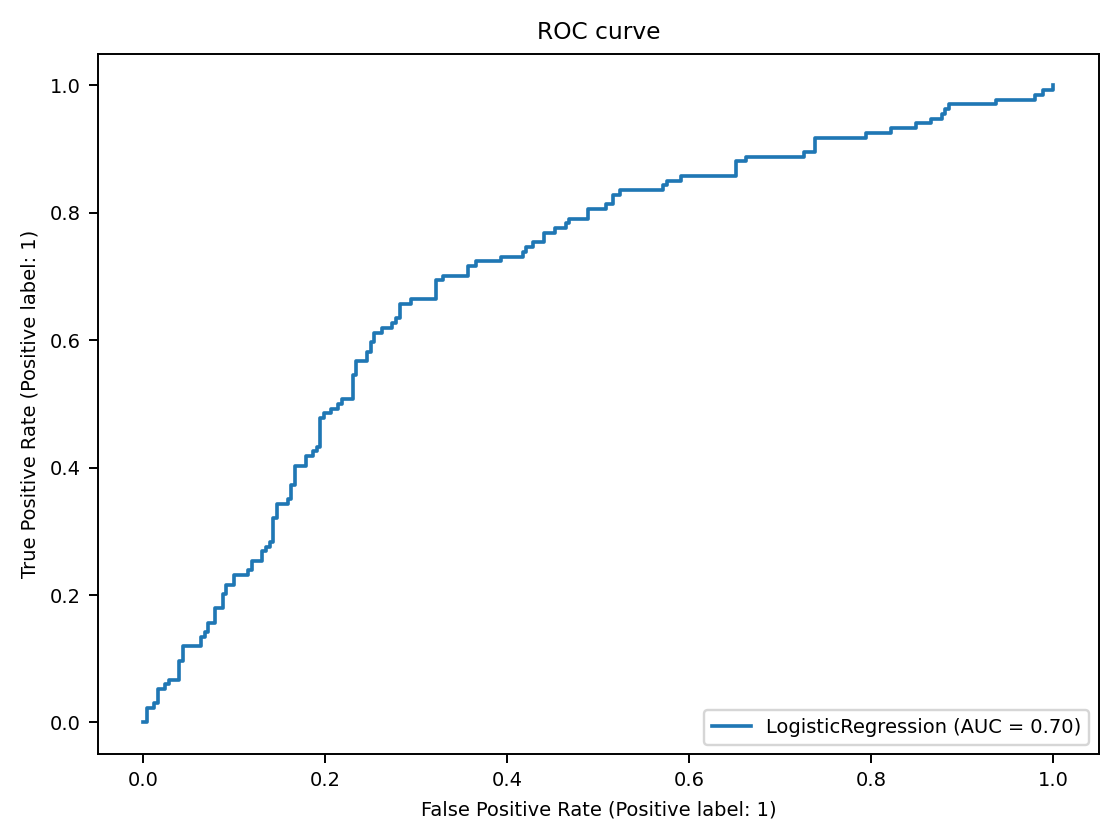 ROC curve
True Positive Rate (Positive label: 1)
1.0
0.8
0.6
0.4
0.2
0.0
LogisticRegression (AUC = 0.70)
0.0 0.2 0.4 0.6 0.8 1.0
False Positive Rate (Positive label: 1)